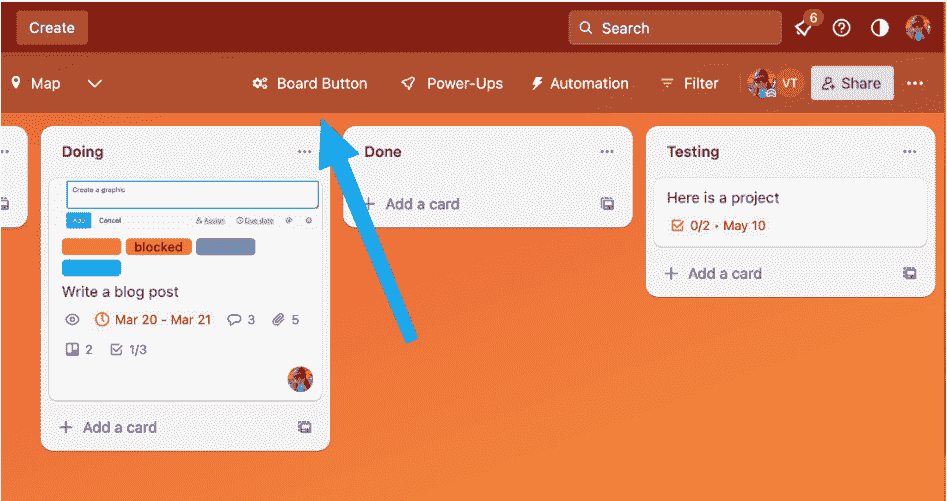 Create
Search
6
Map
Board Button
Power-Ups
Automation
Filter
VT
Share
Doing
Create a graphic
Add
Cancel
Assign
Due date
blocked
Write a blog post
Mar 20 - Mar 21
3
5
2
1/3
Add a card
Done
Add a card
Testing
Here is a project
0/2 • May 10
Add a card